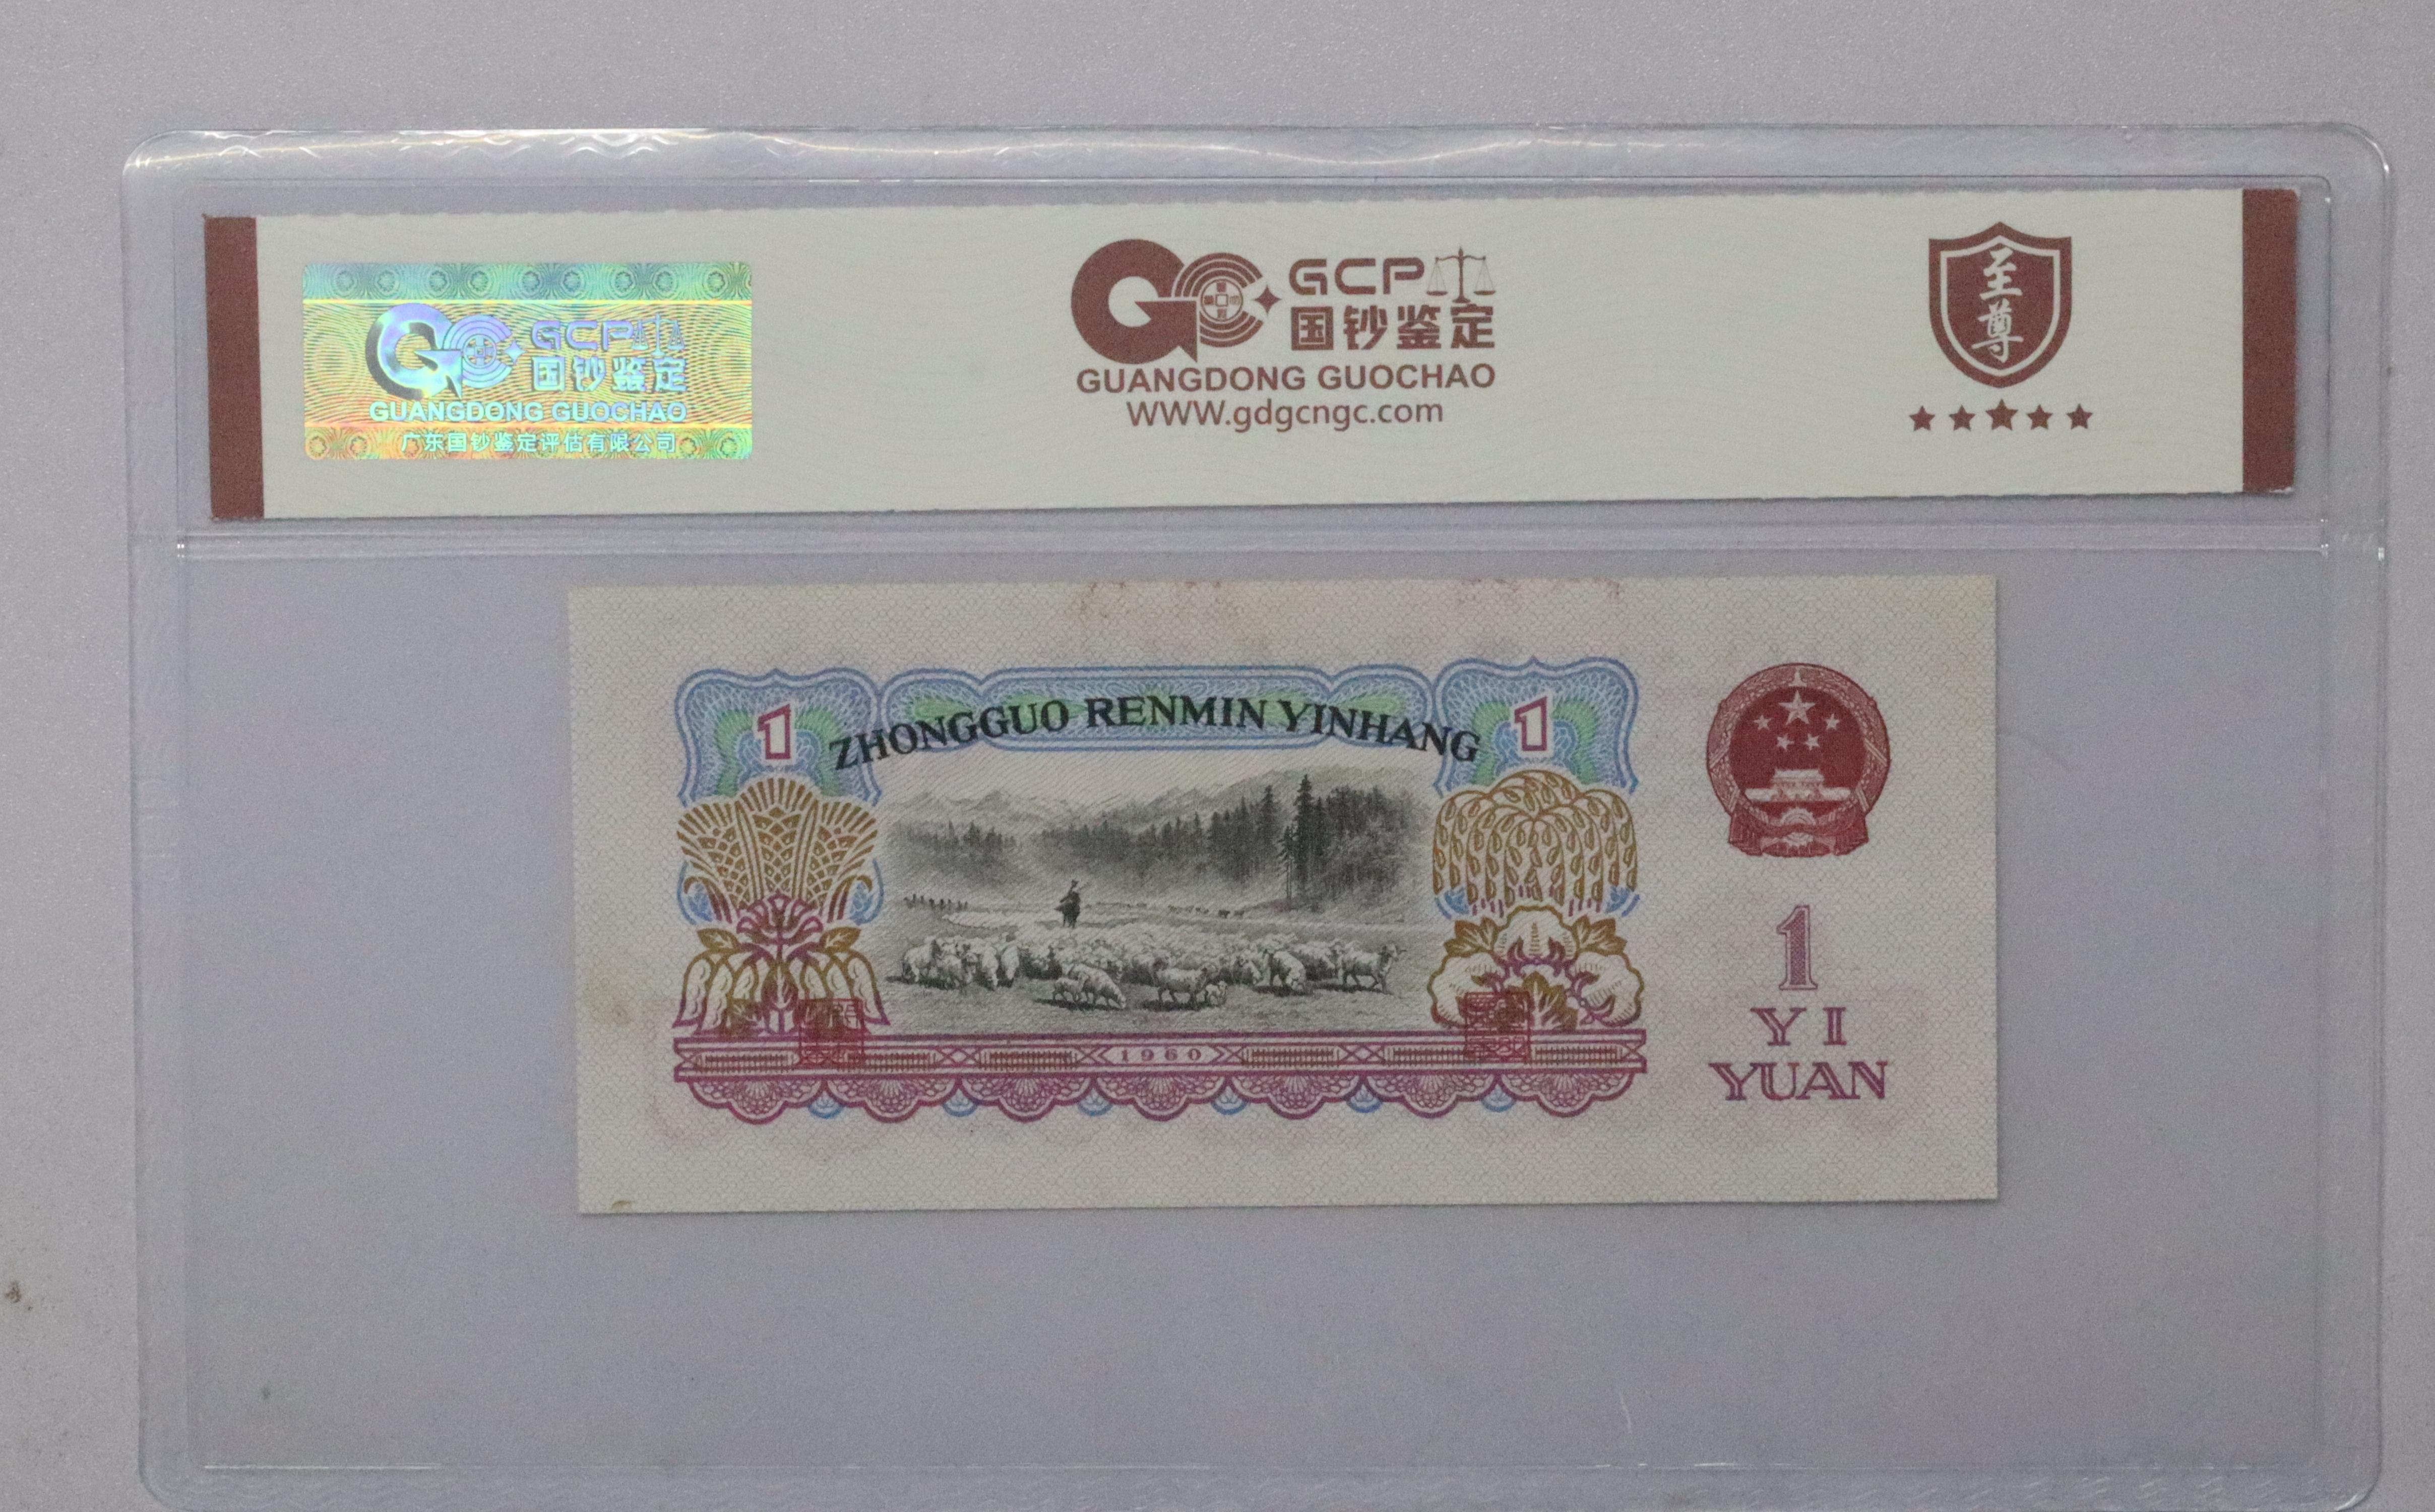 GCP
国钞鉴定
GUANGDONG GUOCHAO
广东国钞鉴定评估有限公司
GCP
国钞鉴定
GUANGDONG GUOCHAO
WWW.gdgcngc.com
至尊
1
ZHONGGUO RENMIN YINHANG
1
1960
1
YI
YUAN